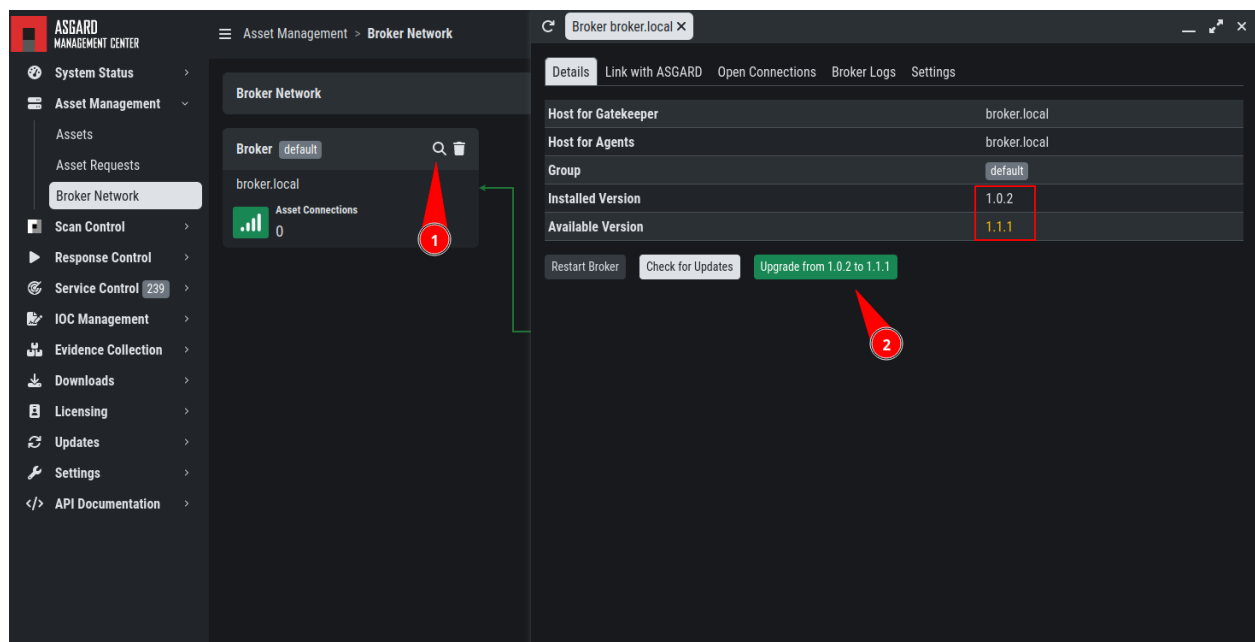 ASGARD
MANAGEMENT CENTER
System Status
Asset Management
Assets
Asset Requests
Broker Network
Scan Control
Response Control
Service Control 239
IOC Management
Evidence Collection
Downloads
Licensing
Updates
Settings
API Documentation
Asset Management > Broker Network
Broker Network
Broker default
broker.local
Asset Connections
0
1
Broker broker.local
Details Link with ASGARD Open Connections Broker Logs Settings
Host for Gatekeeper broker.local
Host for Agents broker.local
Group default
Installed Version 1.0.2
Available Version 1.1.1
Restart Broker Check for Updates Upgrade from 1.0.2 to 1.1.1
2